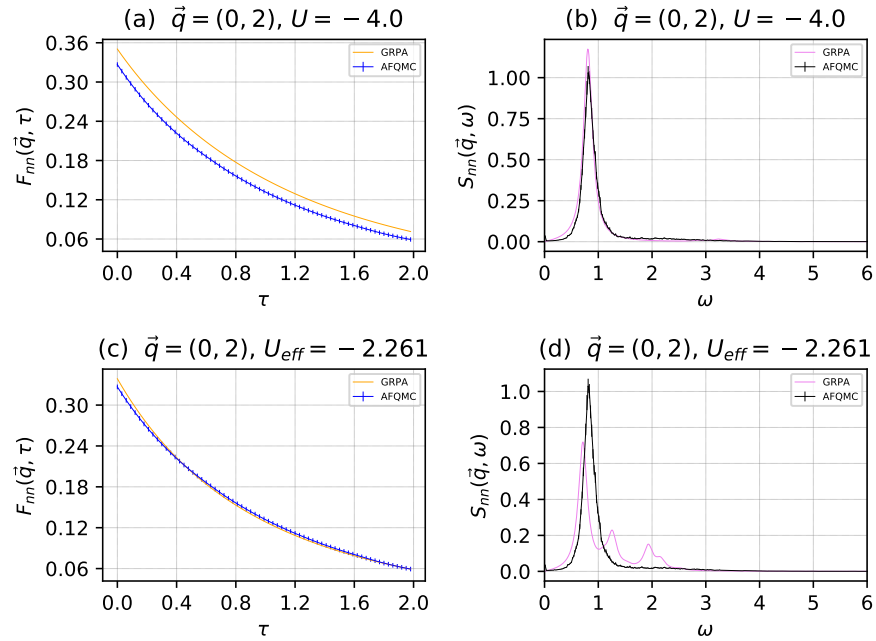 (a) $\vec{q} = (0, 2)$, $U = -4.0$
0.36
0.30
0.24
0.18
0.12
0.06
$F_{nn}(\vec{q}, \tau)$
GRPA
AFQMC
0.0 0.4 0.8 1.2 1.6 2.0
τ
(b) $\vec{q} = (0, 2)$, $U = -4.0$
1.00
0.75
0.50
0.25
0.00
$S_{nn}(\vec{q}, \omega)$
GRPA
AFQMC
0 1 2 3 4 5 6
ω
(c) $\vec{q} = (0, 2)$, $U_{eff} = -2.261$
0.30
0.24
0.18
0.12
0.06
$F_{nn}(\vec{q}, \tau)$
GRPA
AFQMC
0.0 0.4 0.8 1.2 1.6 2.0
τ
(d) $\vec{q} = (0, 2)$, $U_{eff} = -2.261$
1.0
0.8
0.6
0.4
0.2
0.0
$S_{nn}(\vec{q}, \omega)$
GRPA
AFQMC
0 1 2 3 4 5 6
ω